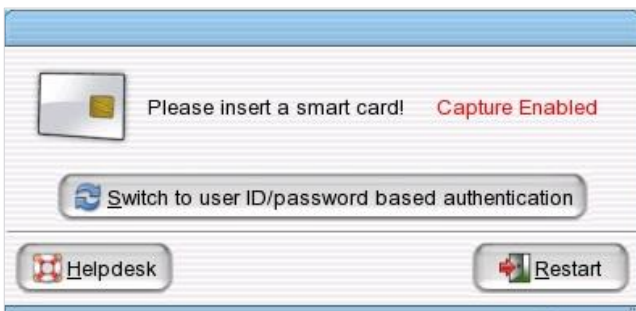 Please insert a smart card! Capture Enabled
Switch to user ID/password based authentication
Helpdesk Restart